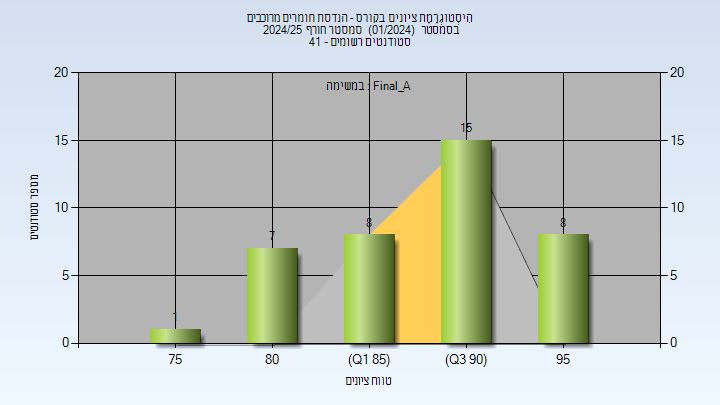 היסטוגרמת ציונים בקורס - הנדסת חומרים מרוכבים
בסמסטר (01/2024) סמסטר חורף 2024/25
סטודנטים רשומים - 41
במשימה : Final_A
20
15
10
5
0
20
15
10
5
0
מספר סטודנטים
1
7
8
15
8
75
80
(Q1 85)
(Q3 90)
95
טווח ציונים